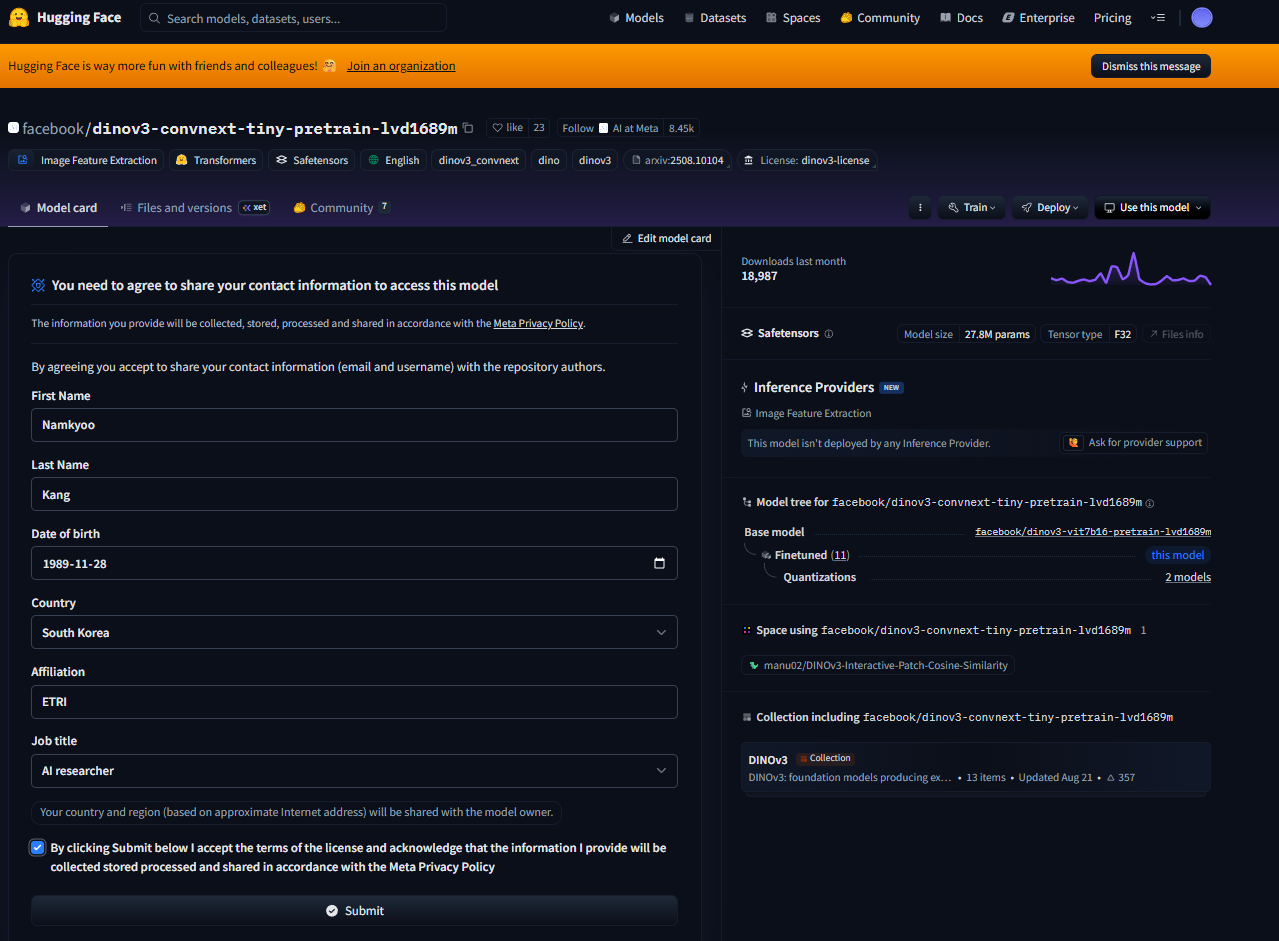 Hugging Face
Search models, datasets, users...
Models
Datasets
Spaces
Community
Docs
Enterprise
Pricing
Hugging Face is way more fun with friends and colleagues! 🤗 Join an organization
Dismiss this message
facebook/dinov3-convnext-tiny-pretrain-lvd1689m
like 23
Follow AI at Meta 8.45k
Image Feature Extraction
Transformers
Safetensors
English
dinov3_convnext
dino
dinov3
arxiv:2508.10104
License: dinov3-license
Model card
Files and versions xet
Community 7
Train
Deploy
Use this model
Edit model card
You need to agree to share your contact information to access this model
The information you provide will be collected, stored, processed and shared in accordance with the Meta Privacy Policy.
By agreeing you accept to share your contact information (email and username) with the repository authors.
First Name
Namkyoo
Last Name
Kang
Date of birth
1989-11-28
Country
South Korea
Affiliation
ETRI
Job title
AI researcher
Your country and region (based on approximate Internet address) will be shared with the model owner.
By clicking Submit below I accept the terms of the license and acknowledge that the information I provide will be
collected stored processed and shared in accordance with the Meta Privacy Policy
Submit
Downloads last month
18,987
Safetensors
Model size 27.8M params
Tensor type F32
Files info
Inference Providers NEW
Image Feature Extraction
This model isn't deployed by any Inference Provider.
Ask for provider support
Model tree for facebook/dinov3-convnext-tiny-pretrain-lvd1689m
Base model facebook/dinov3-vit7b16-pretrain-lvd1689m
Finetuned (11) this model
Quantizations 2 models
Space using facebook/dinov3-convnext-tiny-pretrain-lvd1689m 1
manu02/DINOv3-Interactive-Patch-Cosine-Similarity
Collection including facebook/dinov3-convnext-tiny-pretrain-lvd1689m
DINOv3 Collection
DINOv3: foundation models producing ex… • 13 items • Updated Aug 21 • 357